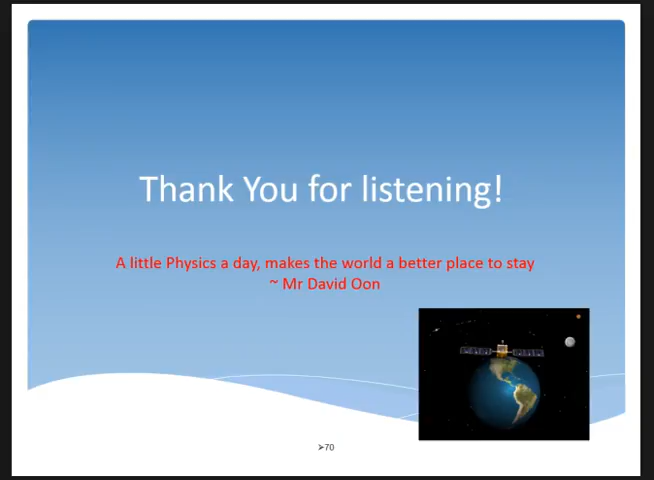 Thank You for listening!
A little Physics a day, makes the world a better place to stay
~ Mr David Oon
➢70